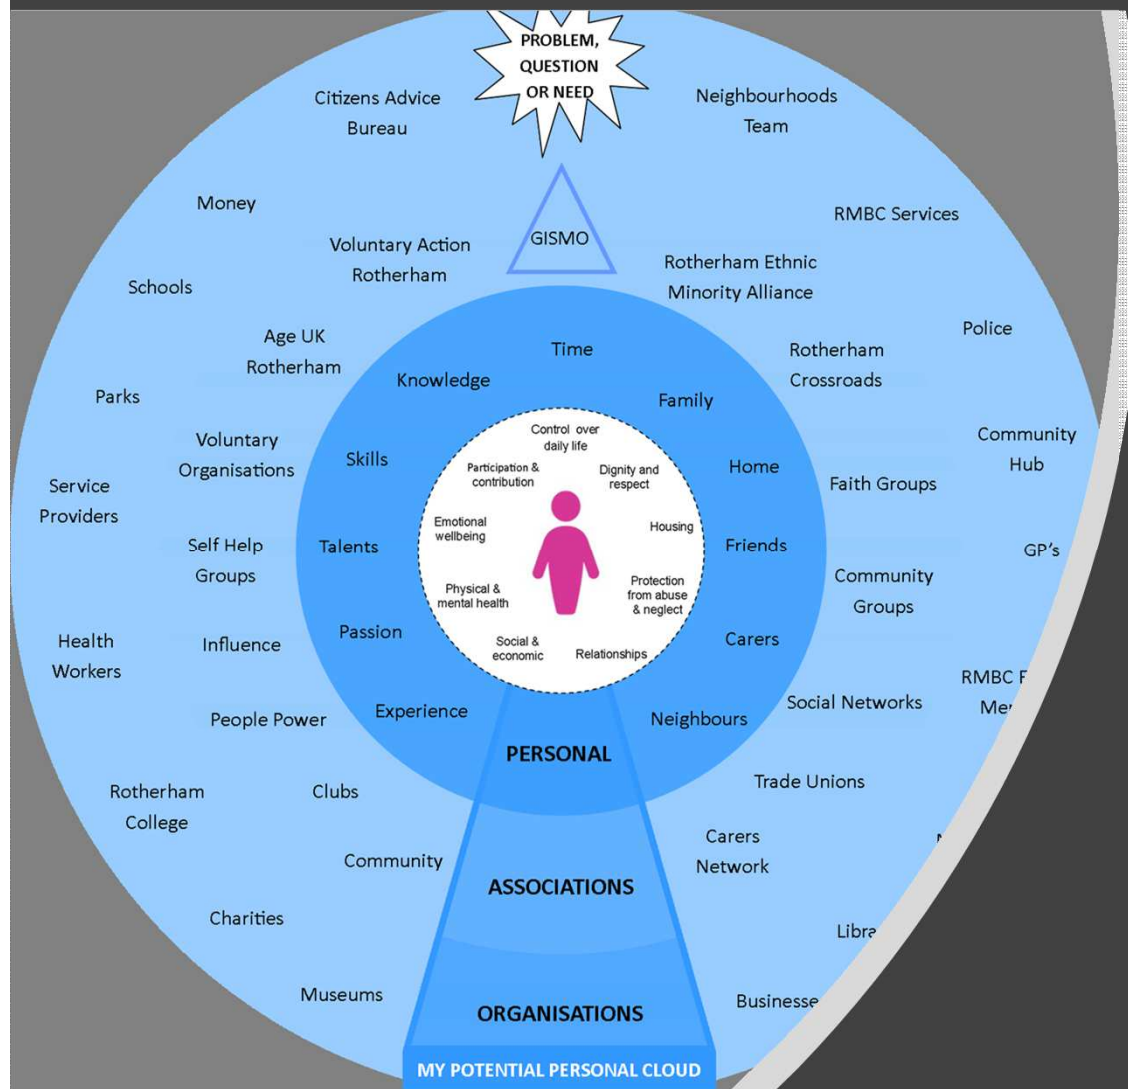 PROBLEM,
QUESTION
OR NEED
Citizens Advice
Bureau
Neighbourhoods
Team
Money
RMBC Services
GISMO
Voluntary Action
Rotherham
Rotherham Ethnic
Minority Alliance
Schools
Police
Age UK
Rotherham
Time
Rotherham
Crossroads
Knowledge
Family
Parks
Community
Hub
Voluntary
Organisations
Skills
Home
Control over
daily life
Participation &
contribution
Dignity and
respect
Service
Providers
Faith Groups
Emotional
wellbeing
Housing
Self Help
Groups
Talents
Friends
GP's
Physical &
mental health
Protection
from abuse
& neglect
Community
Groups
Health
Workers
Influence
Passion
Social &
economic
Relationships
Carers
RMBC
People Power
Experience
Neighbours
Social Networks
PERSONAL
Rotherham
College
Clubs
Trade Unions
Community
Carers
Network
ASSOCIATIONS
Charities
Museums
ORGANISATIONS
Businesse
MY POTENTIAL PERSONAL CLOUD